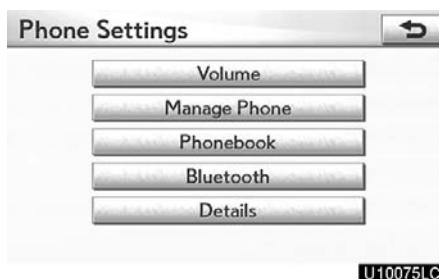 Phone Settings
Volume
Manage Phone
Phonebook
Bluetooth
Details
U10075LC